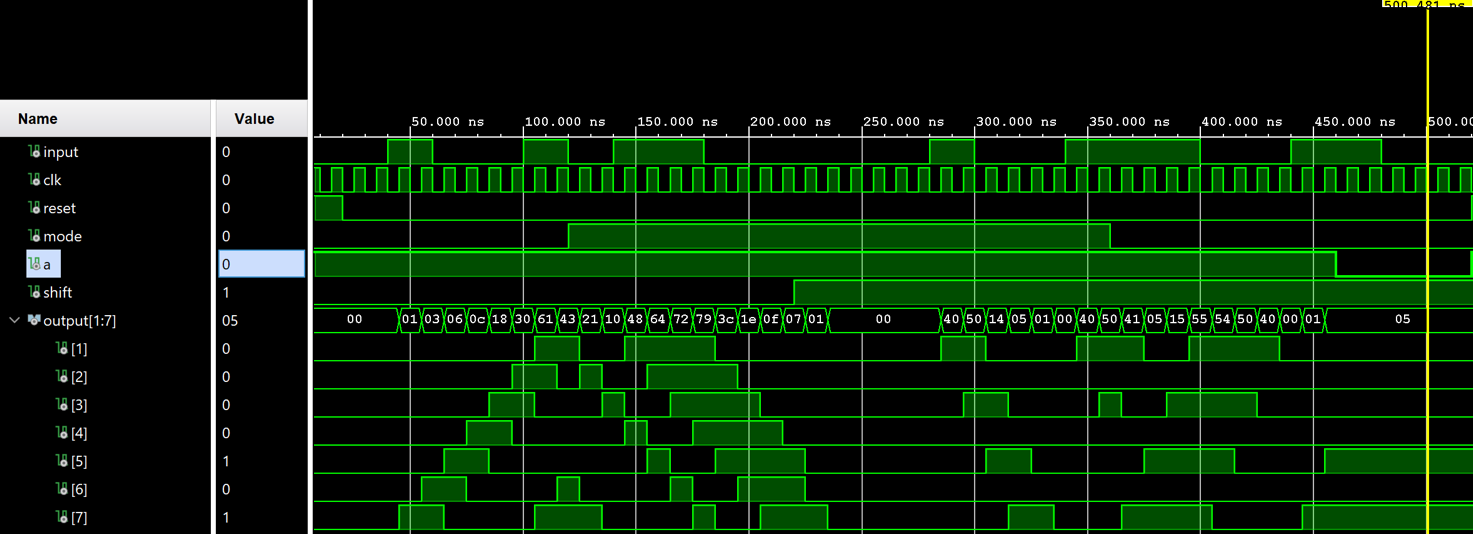 500.481 ns
Name Value
50.000 ns 100.000 ns 150.000 ns 200.000 ns 250.000 ns 300.000 ns 350.000 ns 400.000 ns 450.000 ns 500.0
input 0
clk 0
reset 0
mode 0
a 0
shift 1
output[1:7] 05 00 01 03 06 0c 18 30 61 43 21 10 48 64 72 79 3c 1e 0f 07 01 00 40 50 14 05 01 00 40 50 41 05 15 55 54 50 40 00 01 05
[1] 0
[2] 0
[3] 0
[4] 0
[5] 1
[6] 0
[7] 1